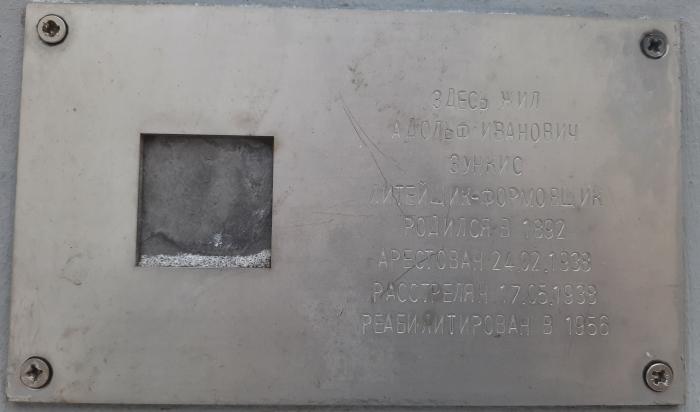 ЗДЕСЬ ЖИЛ
АДОЛЬФ ИВАНОВИЧ
ЗУНКИС
ЛИТЕЙЩИК-ФОРМОВЩИК
РОДИЛСЯ В 1892
АРЕСТОВАН 24.02.1938
РАССТРЕЛЯН 17.05.1938
РЕАБИЛИТИРОВАН В 1956